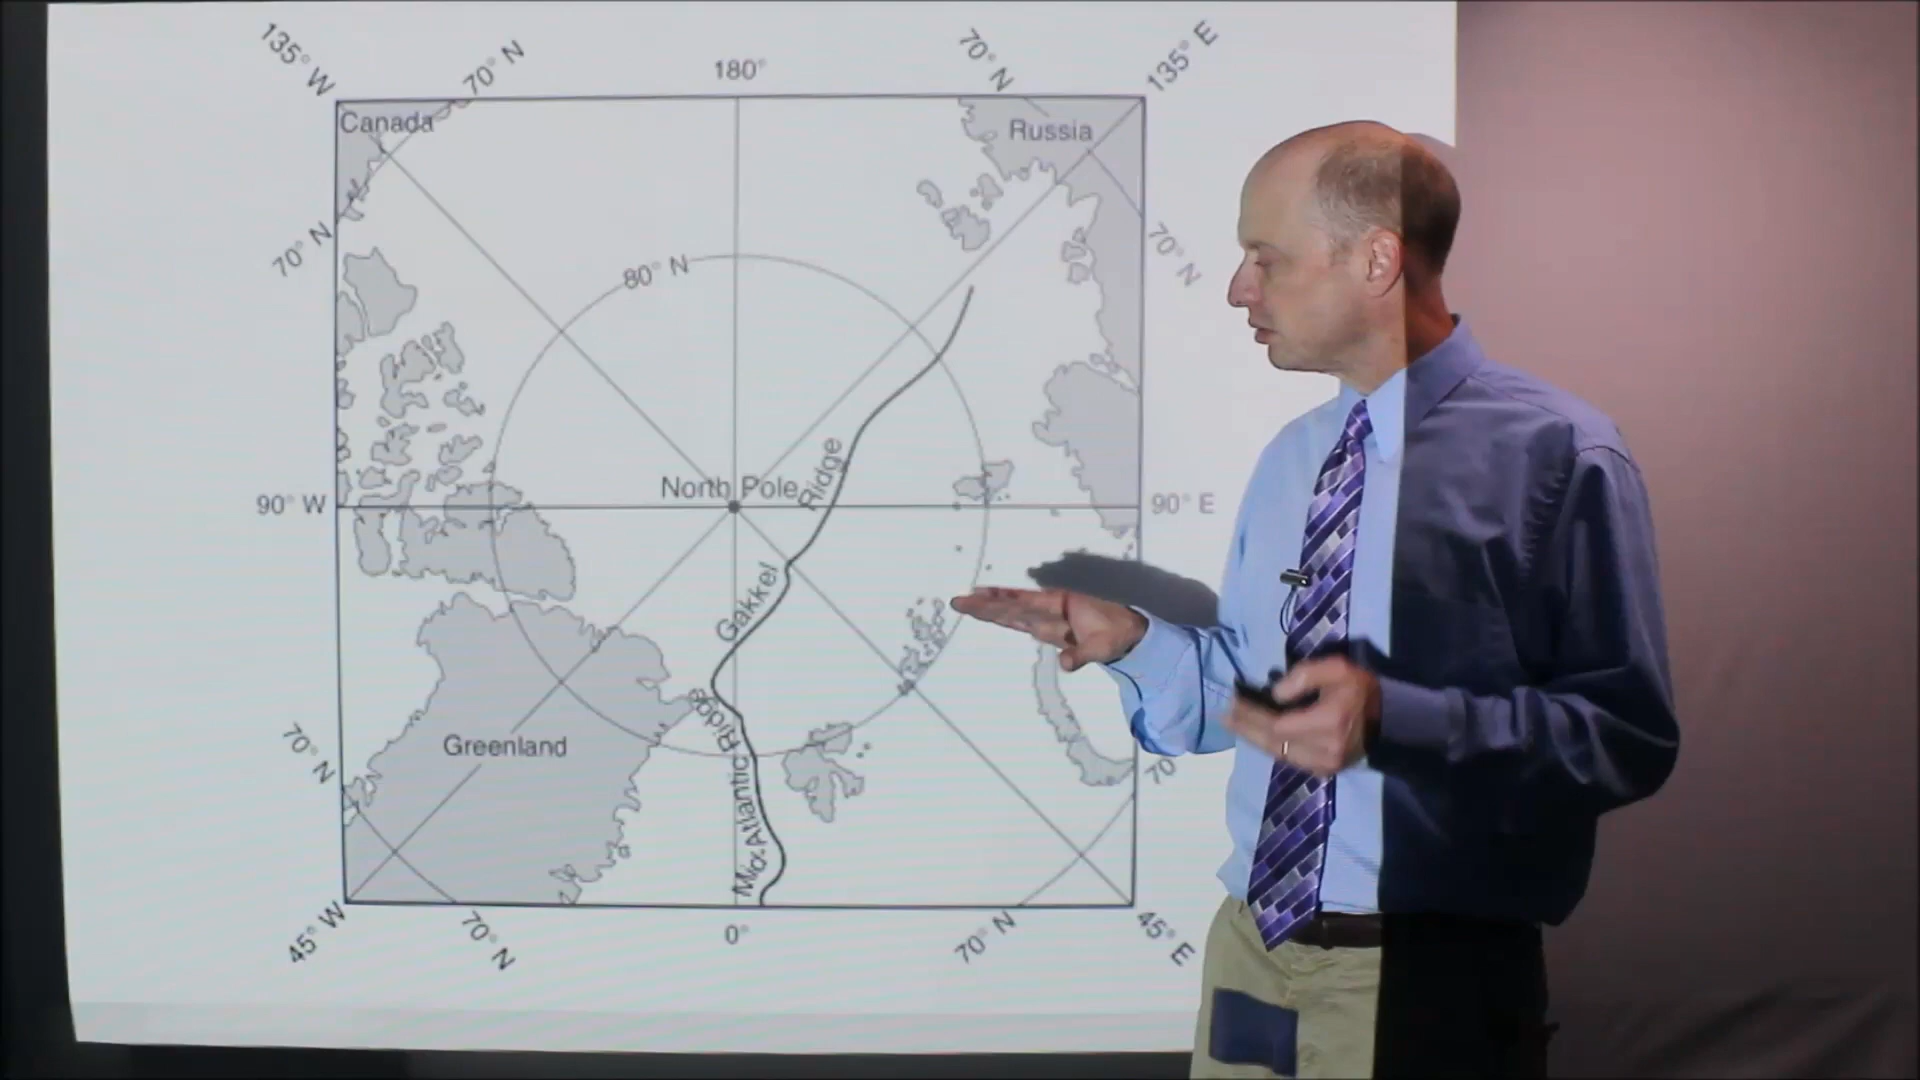 135° W
70° N
180°
70° N
135° E
Canada
Russia
70° N
80° N
70° N
North Pole
90° W
90° E
Gakkel Ridge
Greenland
Mid Atlantic Ridge
70° N
70
45° W
70° N
0°
70° N
45° E